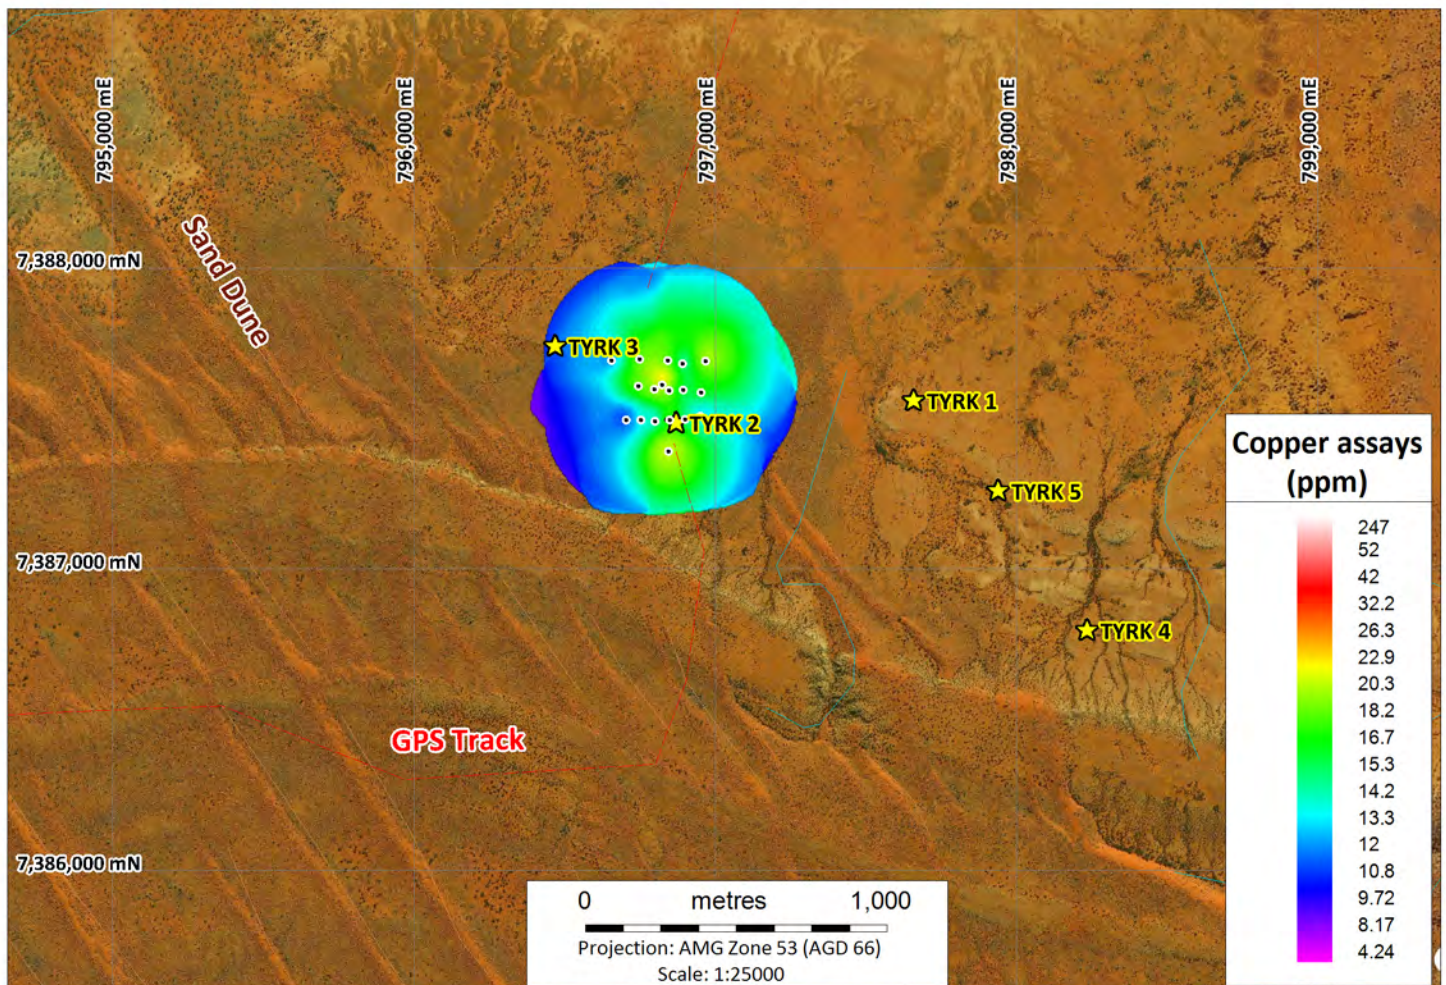 795,000 mE
796,000 mE
797,000 mE
798,000 mE
799,000 mE
Sand Dune
7,388,000 mN
TYRK 3
TYRK 1
TYRK 2
TYRK 5
7,387,000 mN
TYRK 4
GPS Track
7,386,000 mN
Copper assays
(ppm)
247
52
42
32.2
26.3
22.9
20.3
18.2
16.7
15.3
14.2
13.3
12
10.8
9.72
8.17
4.24
0 metres 1,000
Projection: AMG Zone 53 (AGD 66)
Scale: 1:25000